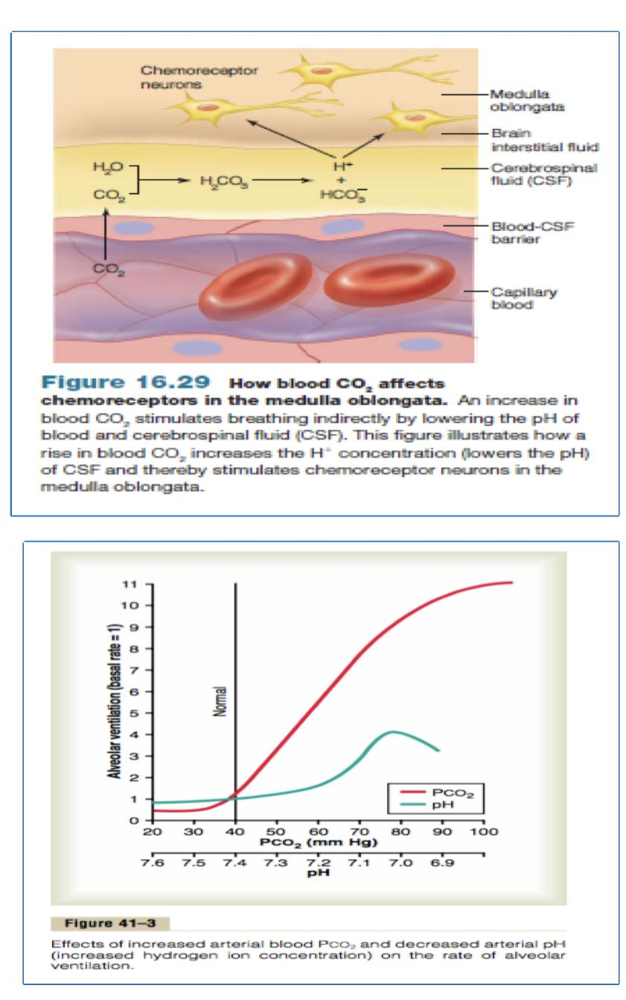 Chemoreceptor
neurons
Medulla
oblongata
Brain
interstitial fluid
H₂O
H⁺
Cerebrospinal
fluid (CSF)
H₂CO₃
+
CO₂
HCO₃⁻
Blood-CSF
barrier
CO₂
Capillary
blood
Figure 16.29 How blood CO₂ affects
chemoreceptors in the medulla oblongata. An increase in
blood CO₂ stimulates breathing indirectly by lowering the pH of
blood and cerebrospinal fluid (CSF). This figure illustrates how a
rise in blood CO₂ increases the H⁺ concentration (lowers the pH)
of CSF and thereby stimulates chemoreceptor neurons in the
medulla oblongata.
Alveolar ventilation (basal rate = 1)
11
10
9
8
7
6
5
4
3
2
1
0
Normal
PCO₂
pH
20 30 40 50 60 70 80 90 100
PCO₂ (mm Hg)
7.6 7.5 7.4 7.3 7.2 7.1 7.0 6.9
pH
Figure 41–3
Effects of increased arterial blood PCO₂ and decreased arterial pH
(increased hydrogen ion concentration) on the rate of alveolar
ventilation.